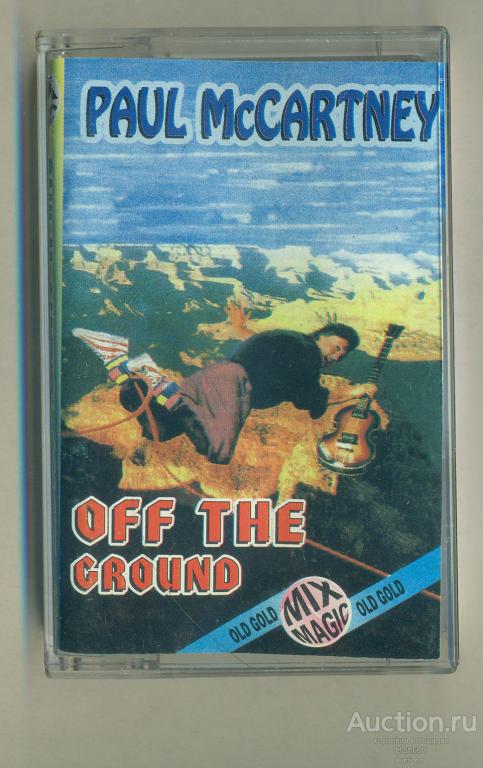 PAUL McCARTNEY
OFF THE
GROUND
OLD GOLD
MIX
MAGIC
OLD GOLD
Auction.ru